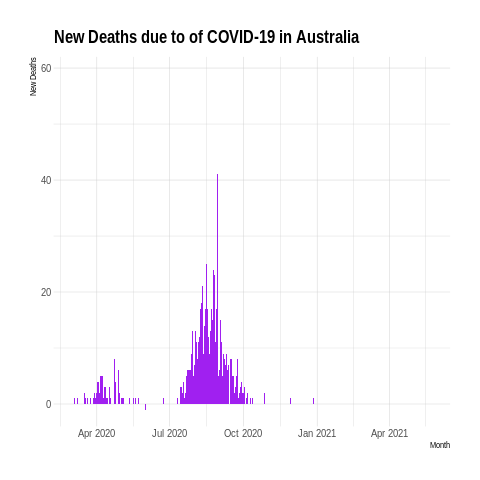 New Deaths due to of COVID-19 in Australia
New Deaths
60
40
20
0
Apr 2020 Jul 2020 Oct 2020 Jan 2021 Apr 2021
Month